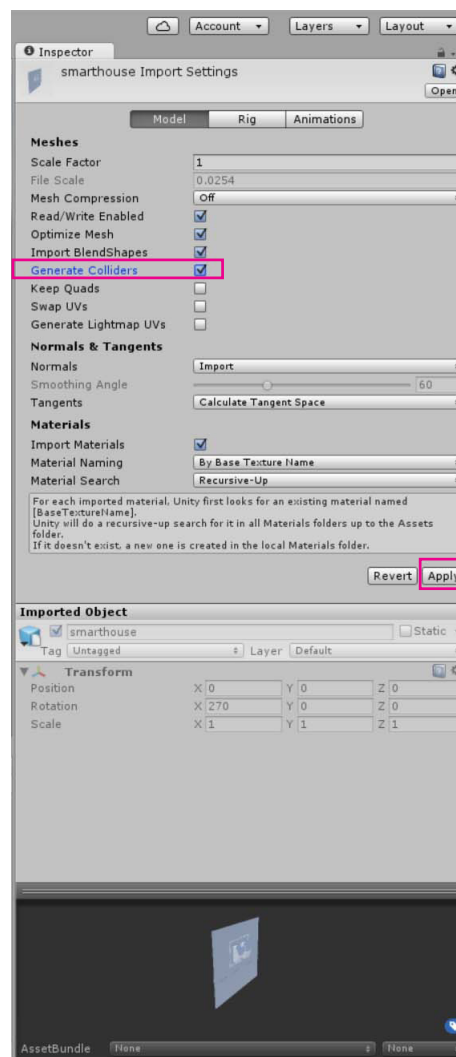 Account Layers Layout
Inspector
smarthouse Import Settings
Open
Model Rig Animations
Meshes
Scale Factor 1
File Scale 0.0254
Mesh Compression Off
Read/Write Enabled
Optimize Mesh
Import BlendShapes
Generate Colliders
Keep Quads
Swap UVs
Generate Lightmap UVs
Normals & Tangents
Normals Import
Smoothing Angle 60
Tangents Calculate Tangent Space
Materials
Import Materials
Material Naming By Base Texture Name
Material Search Recursive-Up
For each imported material, Unity first looks for an existing material named
[BaseTextureName].
Unity will do a recursive-up search for it in all Materials folders up to the Assets
folder.
If it doesn't exist, a new one is created in the local Materials folder.
Revert Apply
Imported Object
smarthouse Static
Tag Untagged Layer Default
Transform
Position X 0 Y 0 Z 0
Rotation X 270 Y 0 Z 0
Scale X 1 Y 1 Z 1
AssetBundle None None